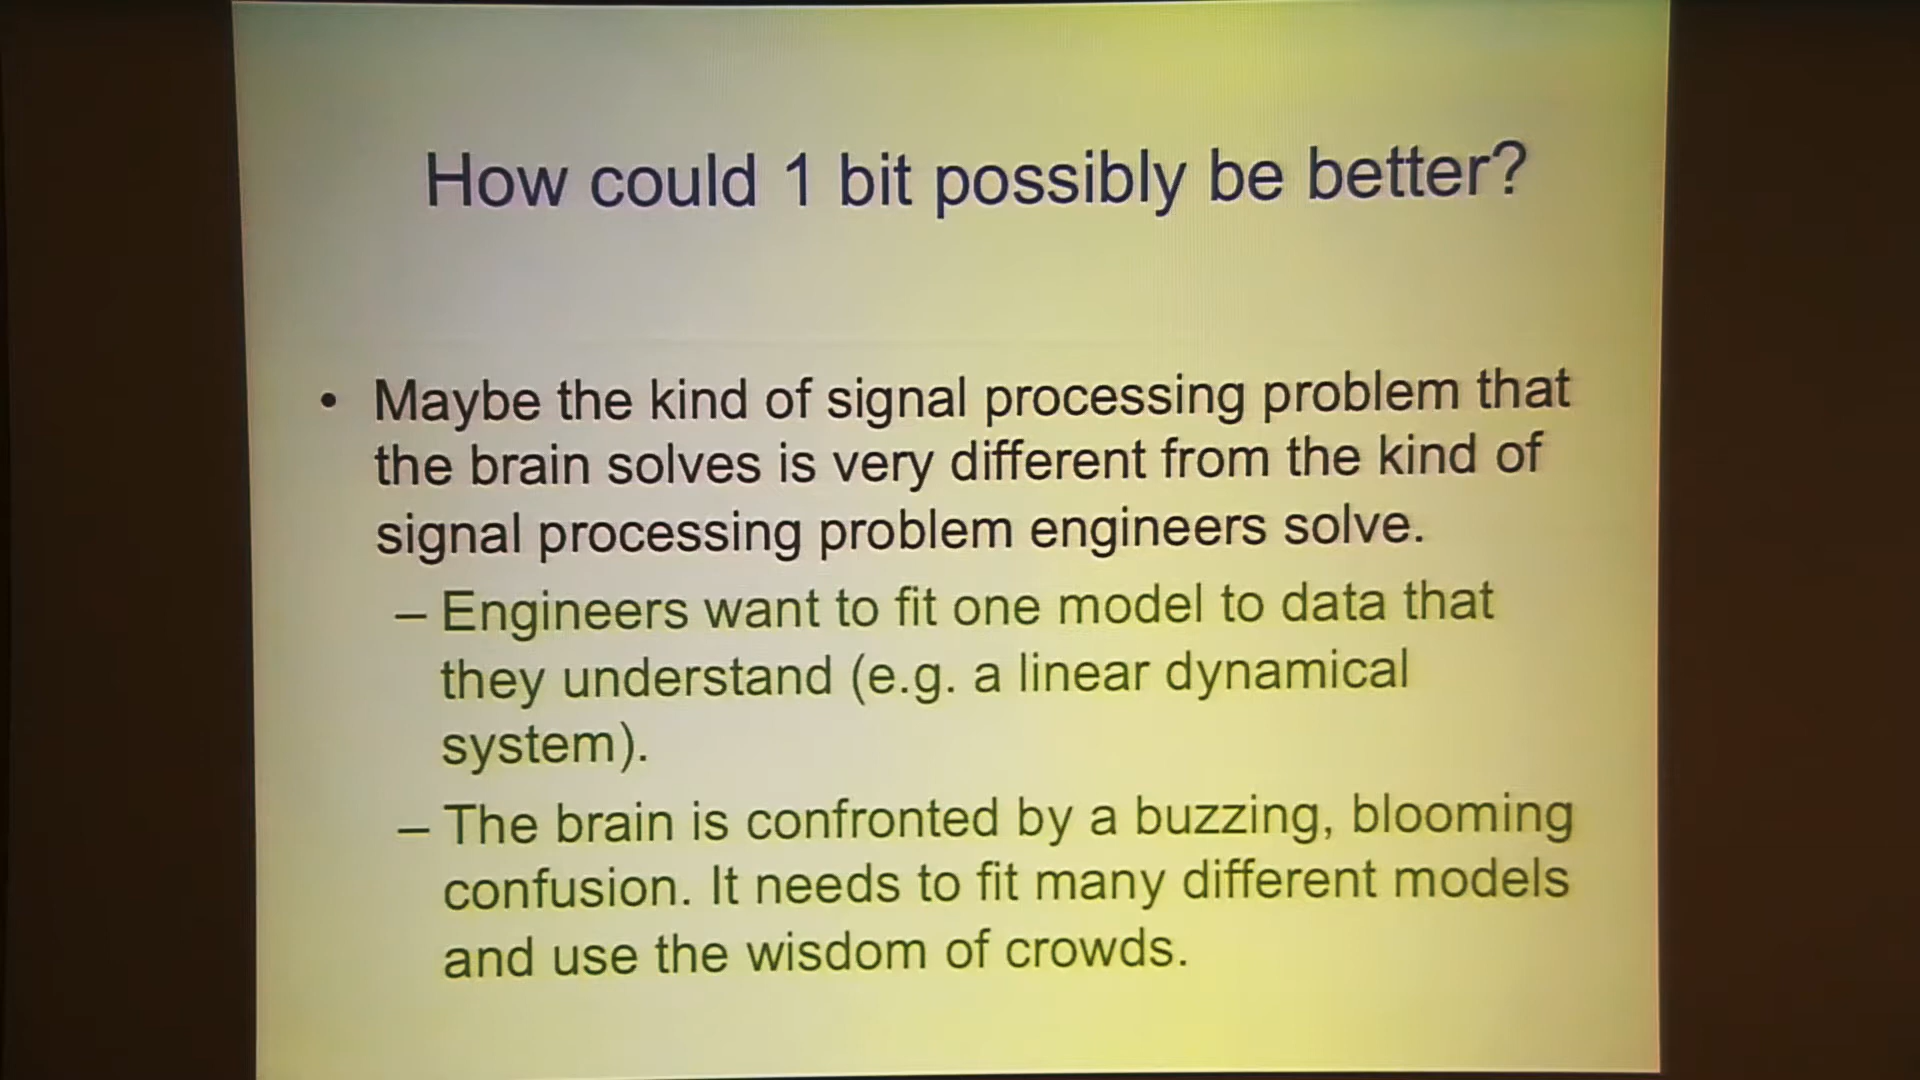 How could 1 bit possibly be better?
• Maybe the kind of signal processing problem that
the brain solves is very different from the kind of
signal processing problem engineers solve.
– Engineers want to fit one model to data that
they understand (e.g. a linear dynamical
system).
– The brain is confronted by a buzzing, blooming
confusion. It needs to fit many different models
and use the wisdom of crowds.